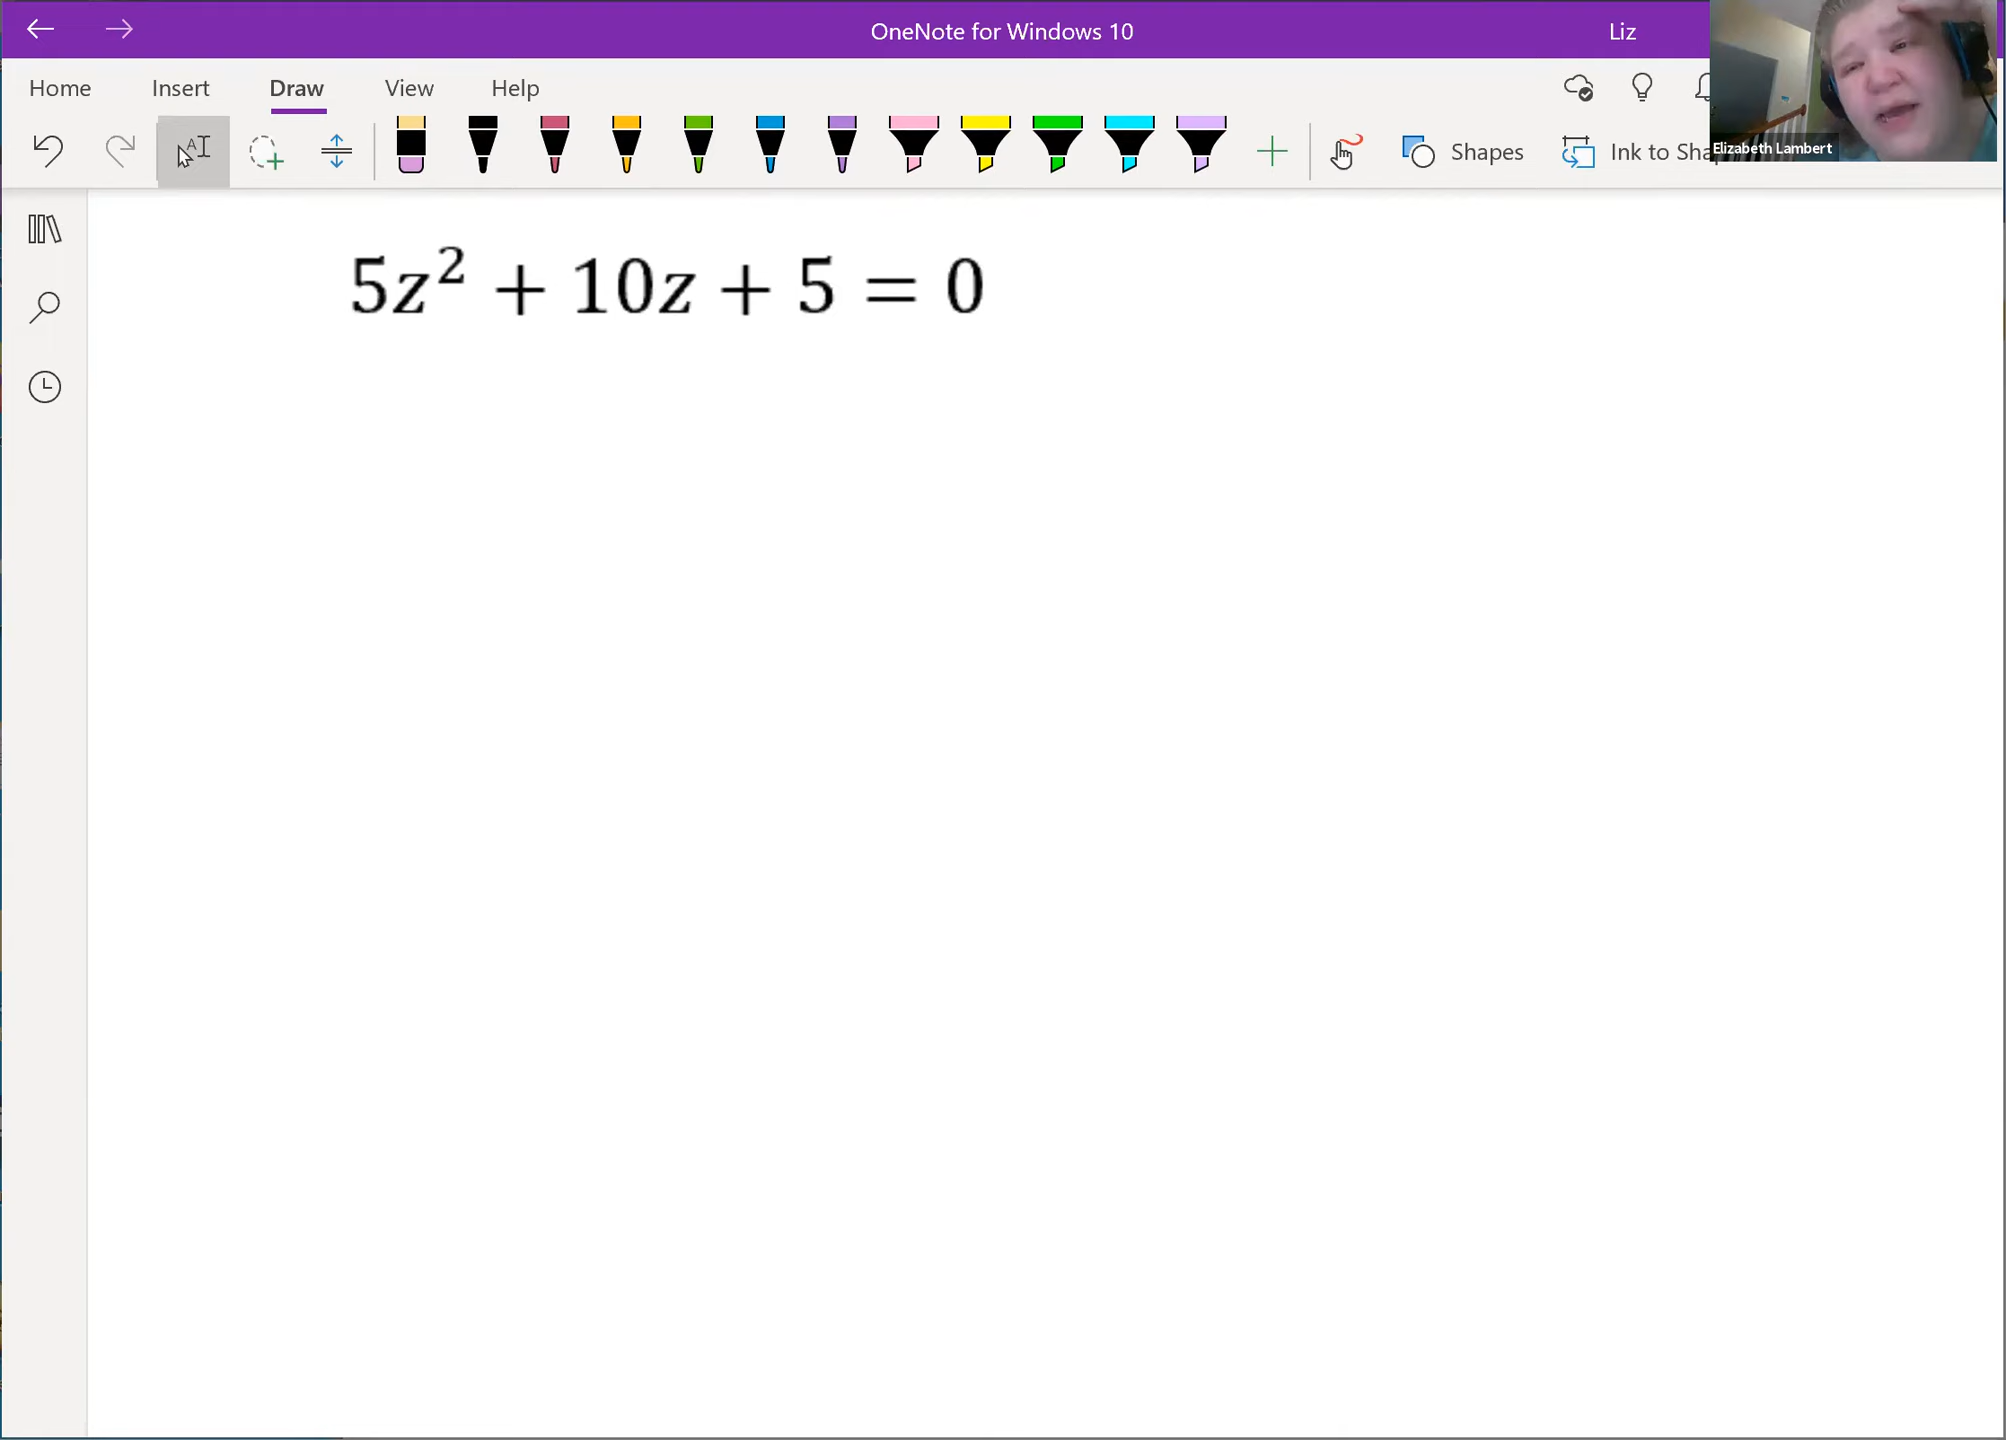 OneNote for Windows 10
Liz
Home Insert Draw View Help
Shapes
Ink to Sha
Elizabeth Lambert
5z² + 10z + 5 = 0